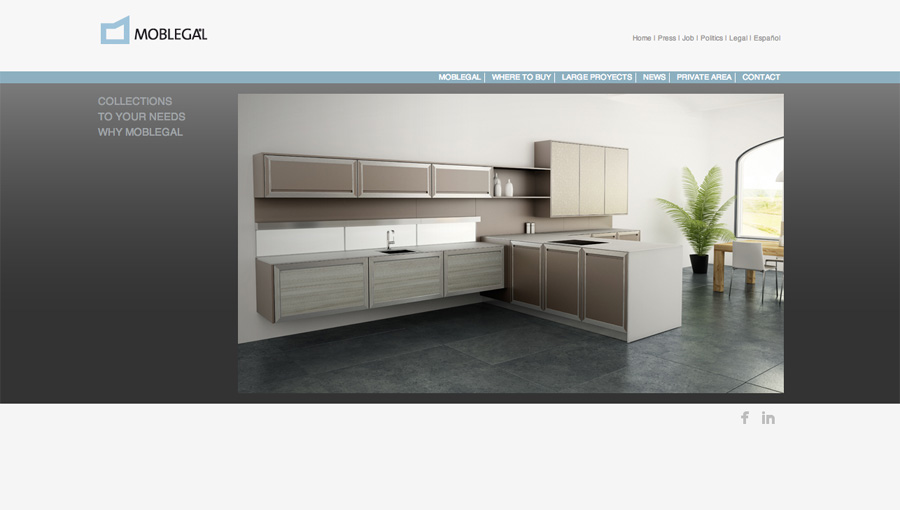 MOBLEGAL
Home | Press | Job | Politics | Legal | Español
MOBLEGAL | WHERE TO BUY | LARGE PROYECTS | NEWS | PRIVATE AREA | CONTACT
COLLECTIONS
TO YOUR NEEDS
WHY MOBLEGAL
f in